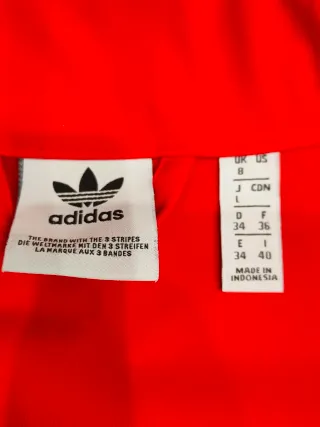 adidas
THE BRAND WITH THE 3 STRIPES
DIE WELTMARKE MIT DEN 3 STREIFEN
LA MARQUE AUX 3 BANDES
UK US
8
J CDN
L
D F
34 36
E I
34 40
MADE IN
INDONESIA